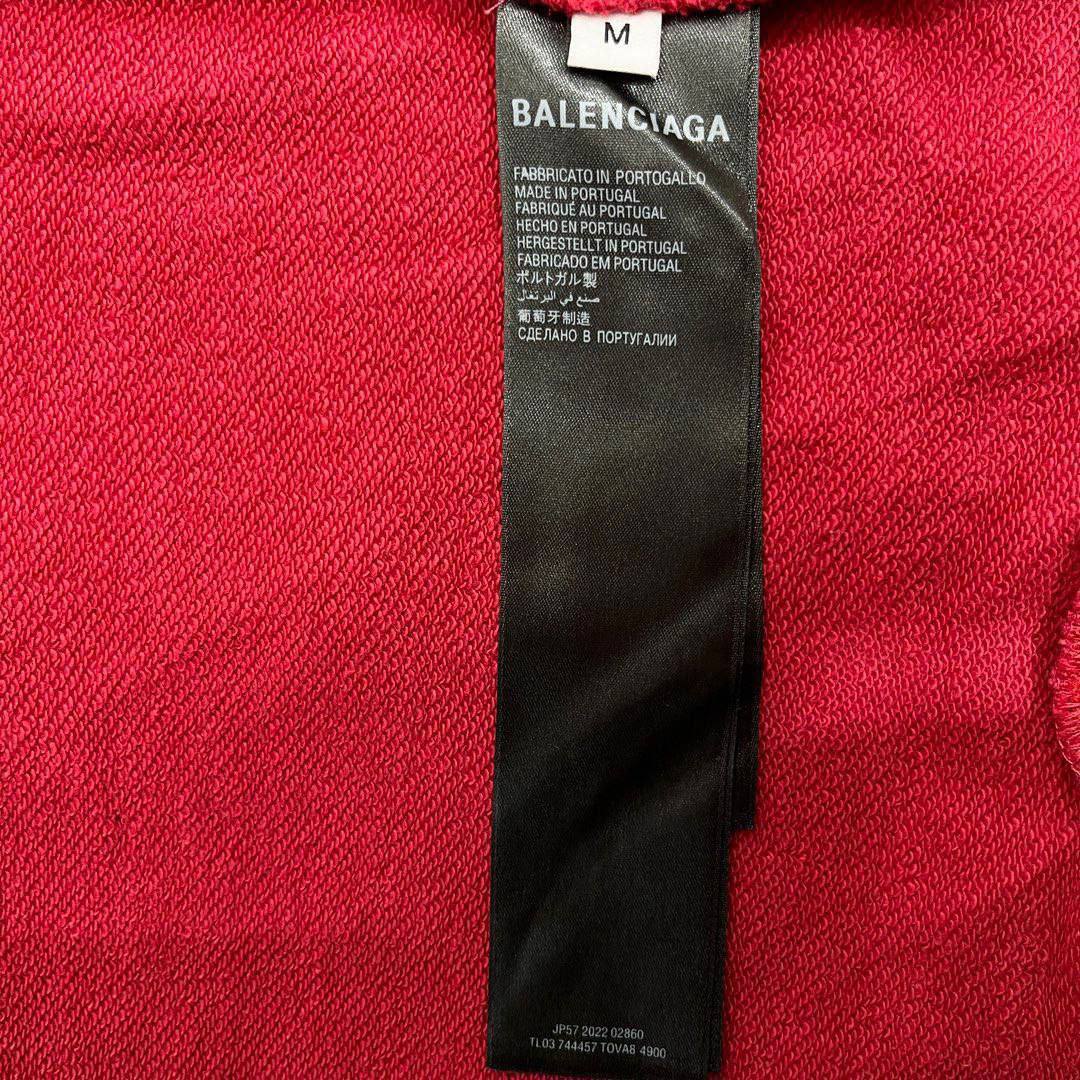 M
BALENCIAGA
FABBRICATO IN PORTOGALLO
MADE IN PORTUGAL
FABRIQUÉ AU PORTUGAL
HECHO EN PORTUGAL
HERGESTELLT IN PORTUGAL
FABRICADO EM PORTUGAL
ポルトガル製
صنع في البرتغال
葡萄牙制造
СДЕЛАНО В ПОРТУГАЛИИ
JP57 2022 02860
TL03 744457 TOVA8 4900